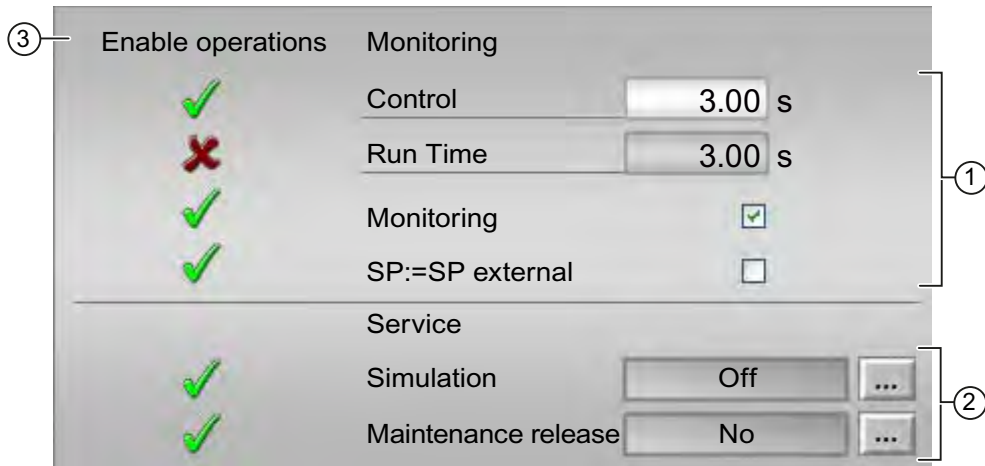 ③ Enable operations Monitoring
Control 3.00 s
Run Time 3.00 s
Monitoring
SP:=SP external
①
Service
Simulation Off ...
Maintenance release No ...
②